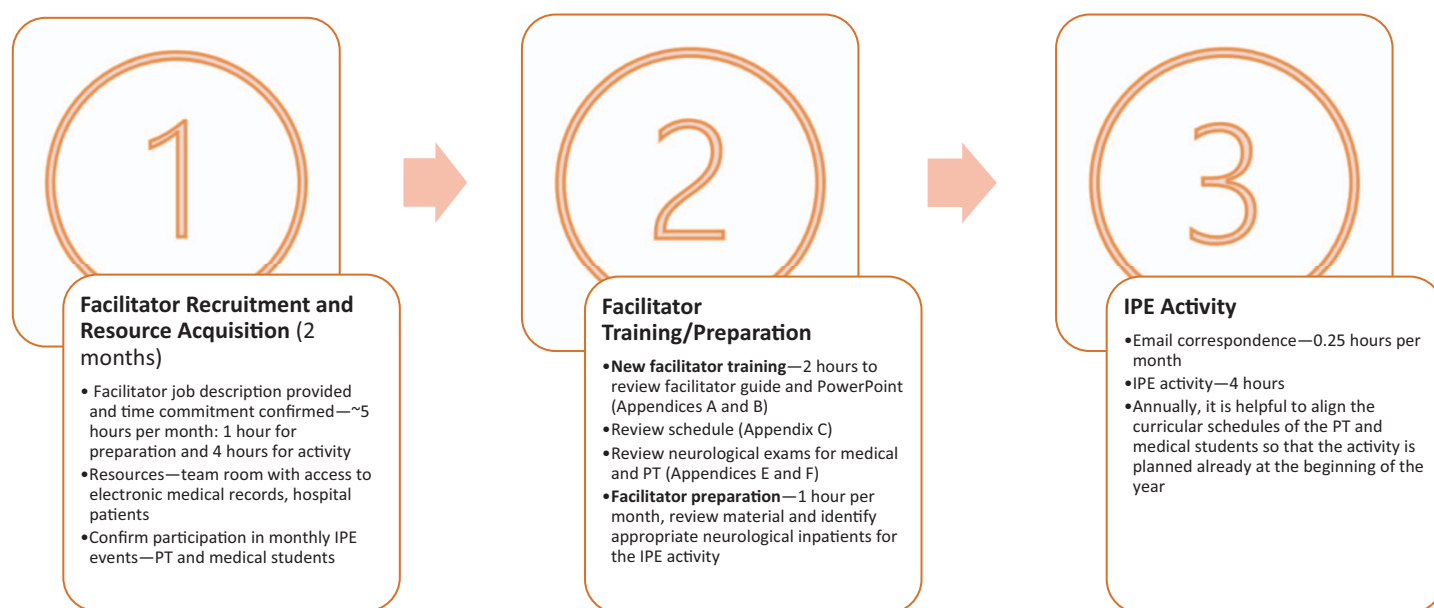 1
Facilitator Recruitment and
Resource Acquisition (2
months)
• Facilitator job description provided
and time commitment confirmed—~5
hours per month: 1 hour for
preparation and 4 hours for activity
•Resources—team room with access to
electronic medical records, hospital
patients
•Confirm participation in monthly IPE
events—PT and medical students
2
Facilitator
Training/Preparation
•New facilitator training—2 hours to
review facilitator guide and PowerPoint
(Appendices A and B)
•Review schedule (Appendix C)
•Review neurological exams for medical
and PT (Appendices E and F)
•Facilitator preparation—1 hour per
month, review material and identify
appropriate neurological inpatients for
the IPE activity
3
IPE Activity
•Email correspondence—0.25 hours per
month
•IPE activity—4 hours
•Annually, it is helpful to align the
curricular schedules of the PT and
medical students so that the activity is
planned already at the beginning of the
year